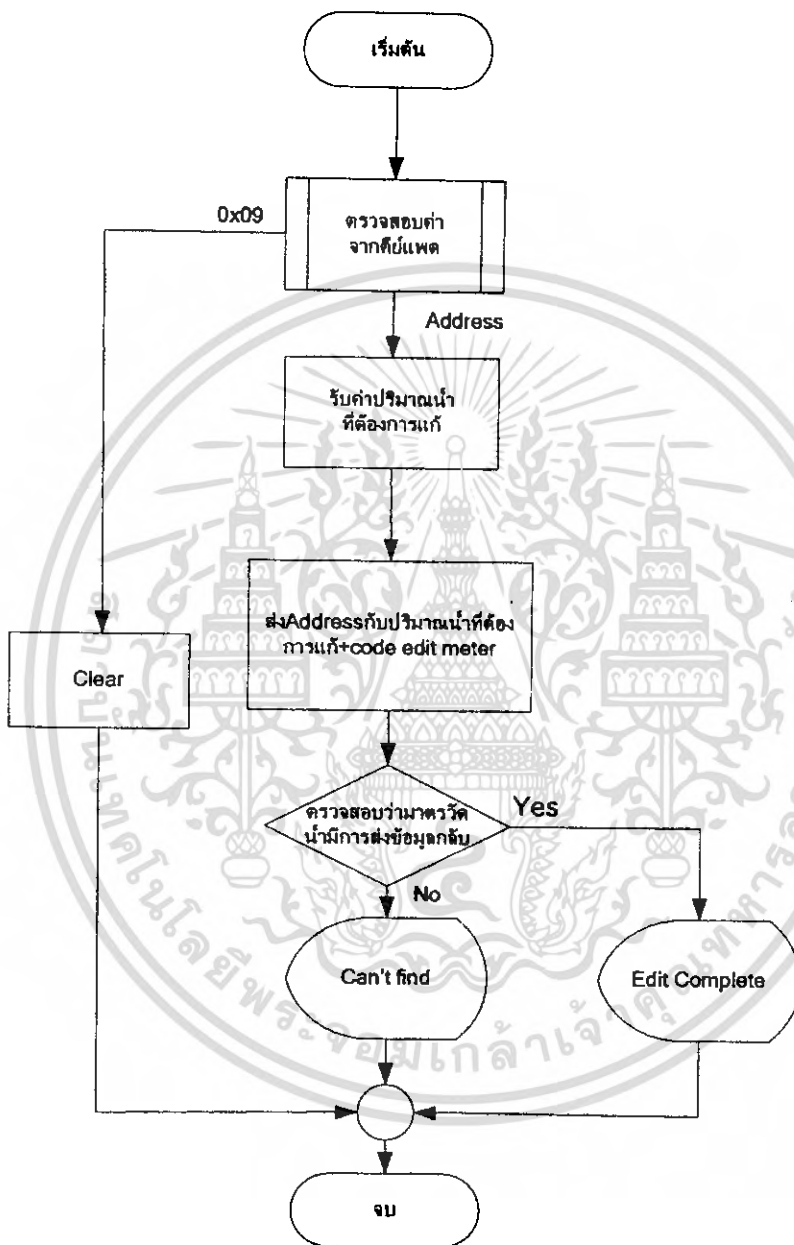 เริ่มต้น
0x09
ตรวจสอบค่า
จากคีย์แพด
Address
รับค่าปริมาณน้ำ
ที่ต้องการแก้
ส่งAddressกับปริมาณน้ำที่ต้อง
การแก้+code edit meter
Clear
ตรวจสอบว่ามาตรวัด
น้ำมีการส่งข้อมูลกลับ
Yes
No
Can't find
Edit Complete
จบ